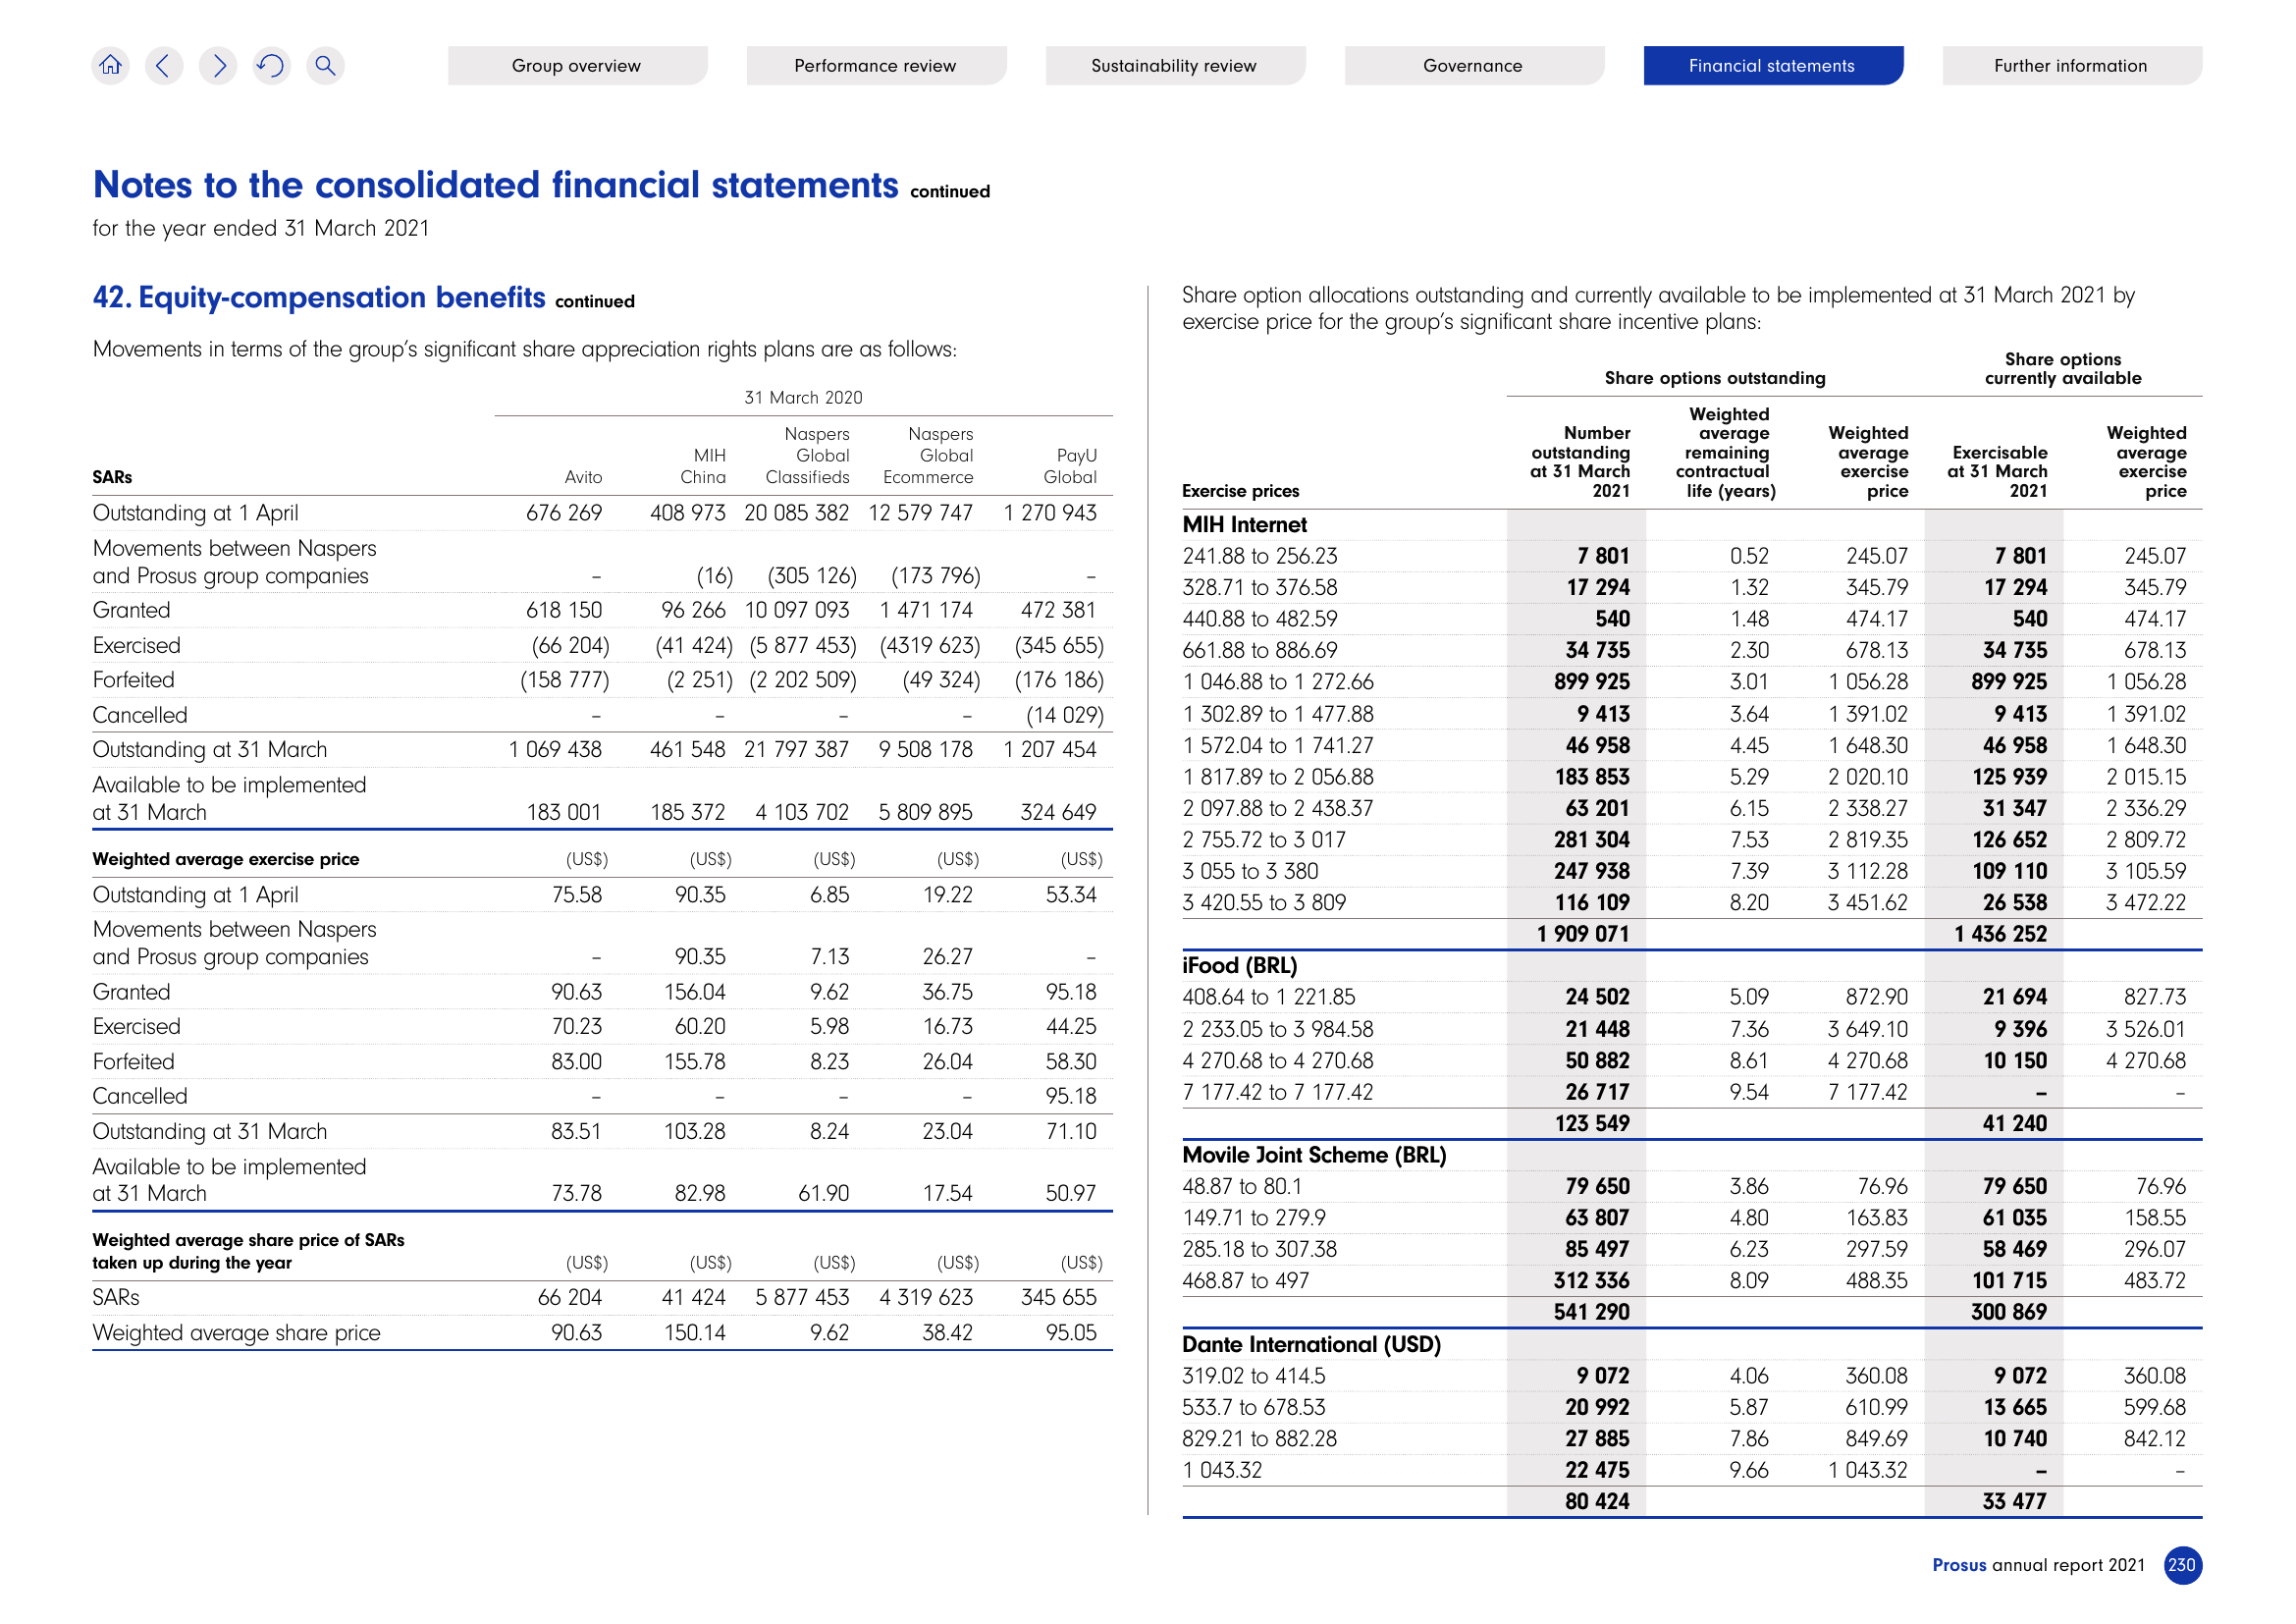 Group overview
Performance review
Sustainability review
Governance
Financial statements
Further information
Notes to the consolidated financial statements continued
for the year ended 31 March 2021
42. Equity-compensation benefits continued
Movements in terms of the group's significant share appreciation rights plans are as follows:
31 March 2020
SARs Avito MIH China Naspers Global Classifieds Naspers Global Ecommerce PayU Global
Outstanding at 1 April 676 269 408 973 20 085 382 12 579 747 1 270 943
Movements between Naspers
and Prosus group companies – (16) (305 126) (173 796) –
Granted 618 150 96 266 10 097 093 1 471 174 472 381
Exercised (66 204) (41 424) (5 877 453) (4319 623) (345 655)
Forfeited (158 777) (2 251) (2 202 509) (49 324) (176 186)
Cancelled – – – – (14 029)
Outstanding at 31 March 1 069 438 461 548 21 797 387 9 508 178 1 207 454
Available to be implemented
at 31 March 183 001 185 372 4 103 702 5 809 895 324 649
Weighted average exercise price (US$) (US$) (US$) (US$) (US$)
Outstanding at 1 April 75.58 90.35 6.85 19.22 53.34
Movements between Naspers
and Prosus group companies – 90.35 7.13 26.27 –
Granted 90.63 156.04 9.62 36.75 95.18
Exercised 70.23 60.20 5.98 16.73 44.25
Forfeited 83.00 155.78 8.23 26.04 58.30
Cancelled – – – – 95.18
Outstanding at 31 March 83.51 103.28 8.24 23.04 71.10
Available to be implemented
at 31 March 73.78 82.98 61.90 17.54 50.97
Weighted average share price of SARs
taken up during the year (US$) (US$) (US$) (US$) (US$)
SARs 66 204 41 424 5 877 453 4 319 623 345 655
Weighted average share price 90.63 150.14 9.62 38.42 95.05
Share option allocations outstanding and currently available to be implemented at 31 March 2021 by
exercise price for the group's significant share incentive plans:
Share options outstanding Share options currently available
Exercise prices Number outstanding at 31 March 2021 Weighted average remaining contractual life (years) Weighted average exercise price Exercisable at 31 March 2021 Weighted average exercise price
MIH Internet
241.88 to 256.23 7 801 0.52 245.07 7 801 245.07
328.71 to 376.58 17 294 1.32 345.79 17 294 345.79
440.88 to 482.59 540 1.48 474.17 540 474.17
661.88 to 886.69 34 735 2.30 678.13 34 735 678.13
1 046.88 to 1 272.66 899 925 3.01 1 056.28 899 925 1 056.28
1 302.89 to 1 477.88 9 413 3.64 1 391.02 9 413 1 391.02
1 572.04 to 1 741.27 46 958 4.45 1 648.30 46 958 1 648.30
1 817.89 to 2 056.88 183 853 5.29 2 020.10 125 939 2 015.15
2 097.88 to 2 438.37 63 201 6.15 2 338.27 31 347 2 336.29
2 755.72 to 3 017 281 304 7.53 2 819.35 126 652 2 809.72
3 055 to 3 380 247 938 7.39 3 112.28 109 110 3 105.59
3 420.55 to 3 809 116 109 8.20 3 451.62 26 538 3 472.22
1 909 071 1 436 252
iFood (BRL)
408.64 to 1 221.85 24 502 5.09 872.90 21 694 827.73
2 233.05 to 3 984.58 21 448 7.36 3 649.10 9 396 3 526.01
4 270.68 to 4 270.68 50 882 8.61 4 270.68 10 150 4 270.68
7 177.42 to 7 177.42 26 717 9.54 7 177.42 – –
123 549 41 240
Movile Joint Scheme (BRL)
48.87 to 80.1 79 650 3.86 76.96 79 650 76.96
149.71 to 279.9 63 807 4.80 163.83 61 035 158.55
285.18 to 307.38 85 497 6.23 297.59 58 469 296.07
468.87 to 497 312 336 8.09 488.35 101 715 483.72
541 290 300 869
Dante International (USD)
319.02 to 414.5 9 072 4.06 360.08 9 072 360.08
533.7 to 678.53 20 992 5.87 610.99 13 665 599.68
829.21 to 882.28 27 885 7.86 849.69 10 740 842.12
1 043.32 22 475 9.66 1 043.32 – –
80 424 33 477
Prosus annual report 2021 230